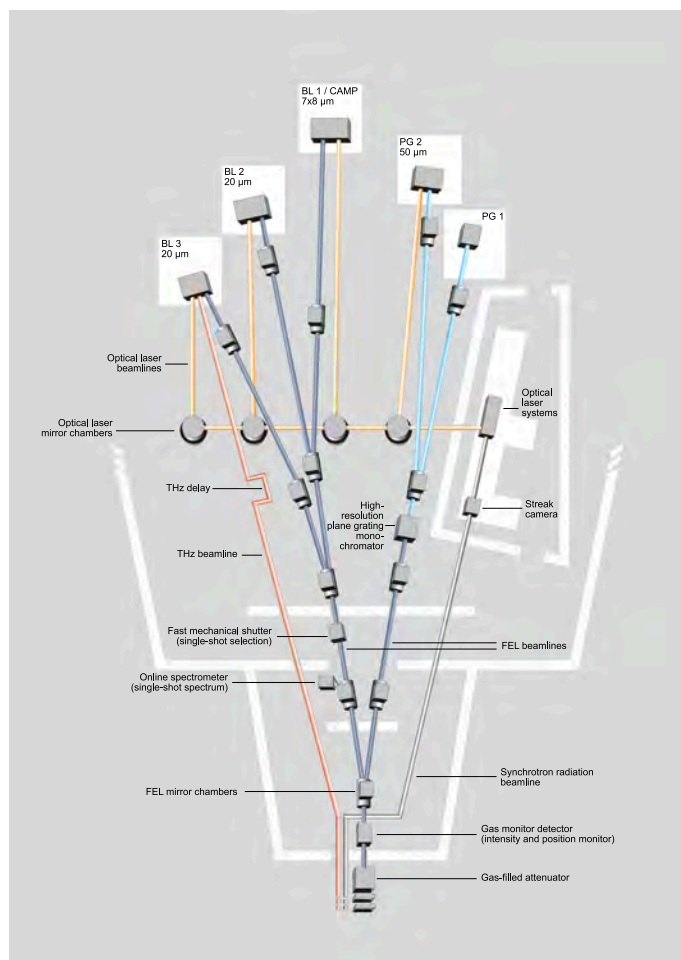 BL 1 / CAMP
7x8 µm
PG 2
50 µm
BL 2
20 µm
PG 1
BL 3
20 µm
Optical laser
beamlines
Optical
laser
systems
Optical laser
mirror chambers
THz delay
High-
resolution
plane grating
mono-
chromator
Streak
camera
THz beamline
Fast mechanical shutter
(single-shot selection)
FEL beamlines
Online spectrometer
(single-shot spectrum)
Synchrotron radiation
beamline
FEL mirror chambers
Gas monitor detector
(intensity and position monitor)
Gas-filled attenuator